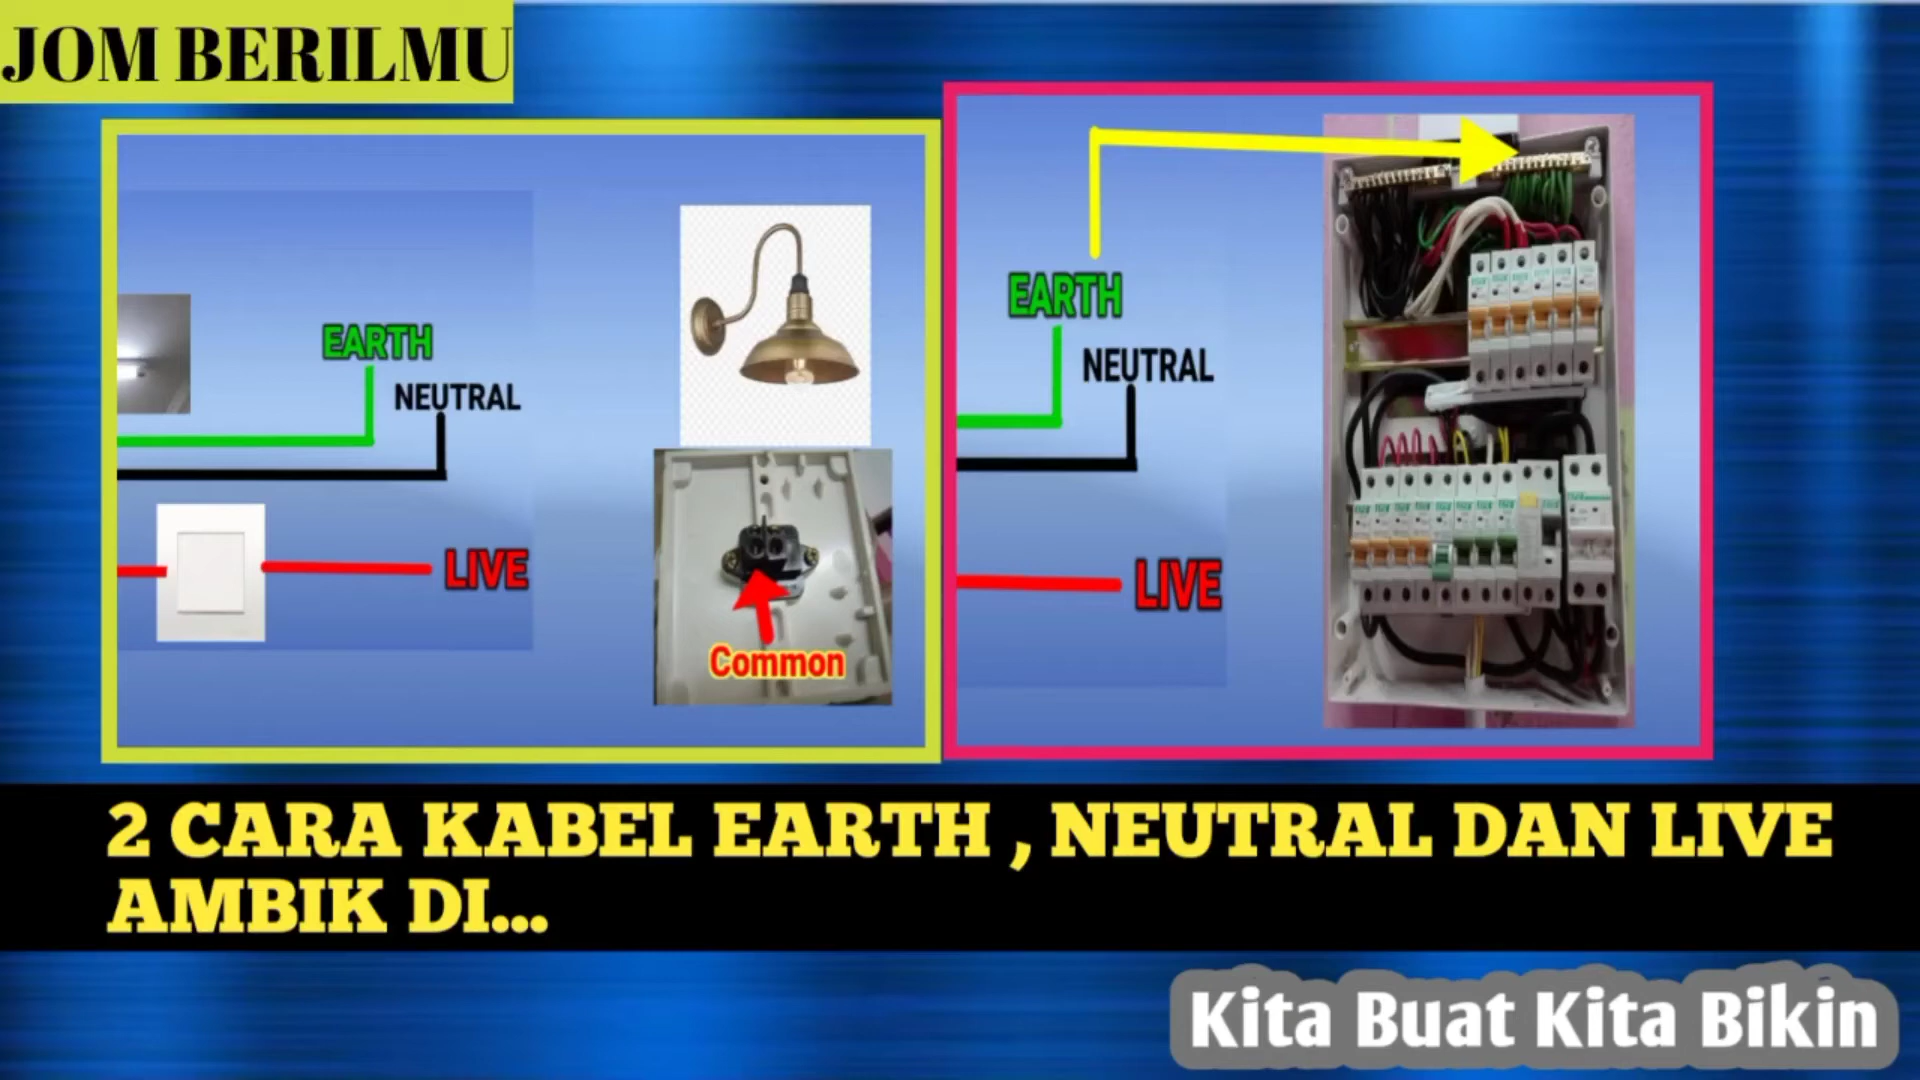 JOM BERILMU
EARTH
NEUTRAL
LIVE
Common
EARTH
NEUTRAL
LIVE
2 CARA KABEL EARTH , NEUTRAL DAN LIVE
AMBIK DI...
Kita Buat Kita Bikin